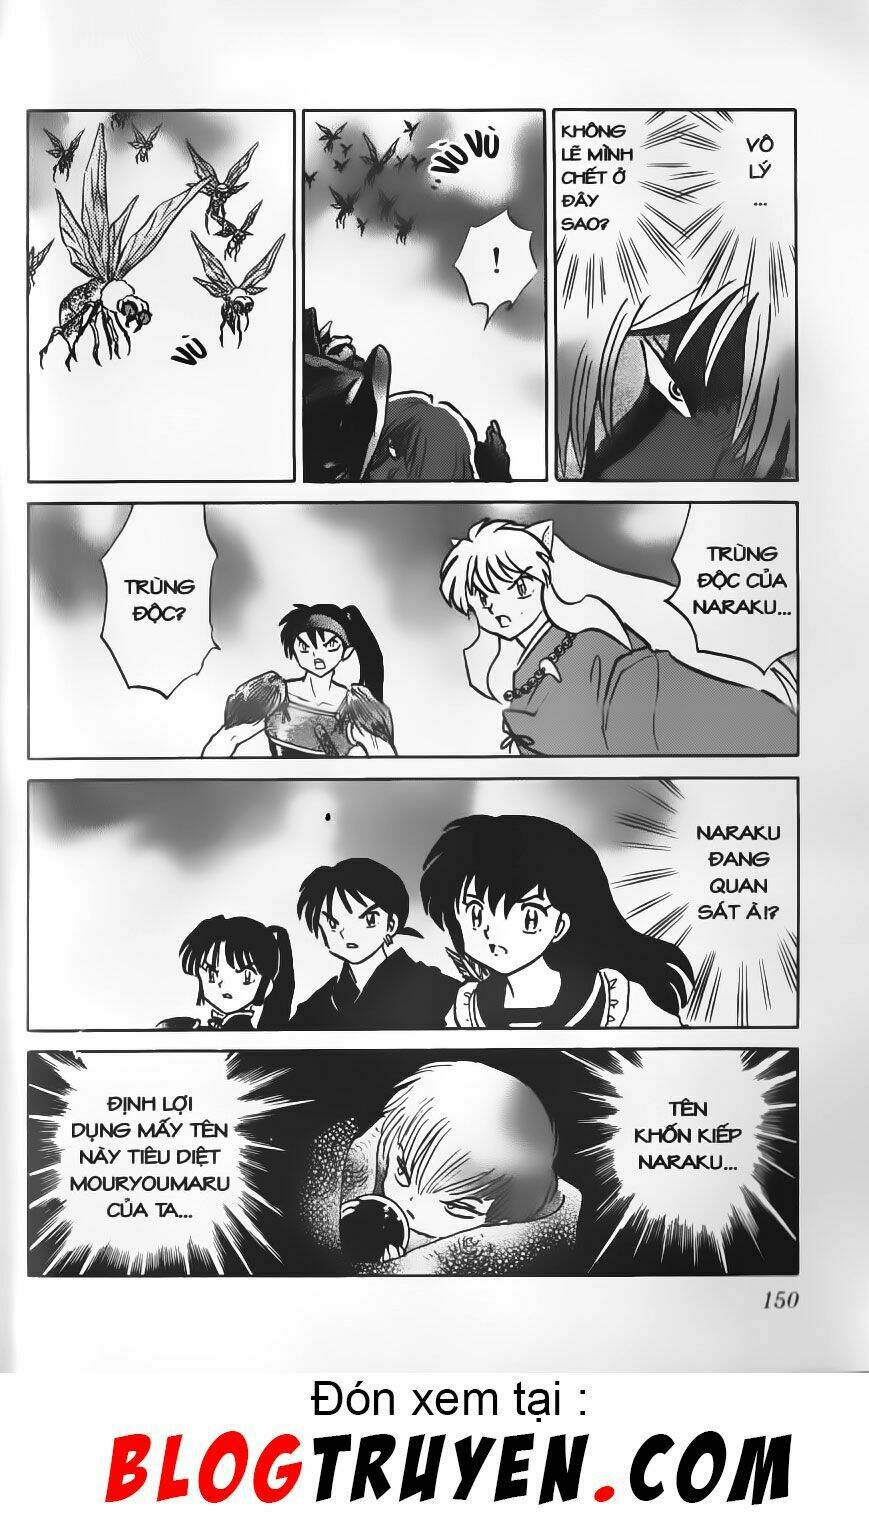 VÔ
LÝ
...
KHÔNG
LẼ MÌNH
CHẾT Ở
ĐÂY
SAO?
VÙ VÙ
!
VÙ
TRÙNG
ĐỘC CỦA
NARAKU...
TRÙNG
ĐỘC?
NARAKU
ĐANG
QUAN
SÁT À!?
TÊN
KHỐN KIẾP
NARAKU...
ĐỊNH LỢI
DỤNG MẤY TÊN
NÀY TIÊU DIỆT
MOURYOUMARU
CỦA TA...
150
Đón xem tại :
BLOGTRUYEN.COM